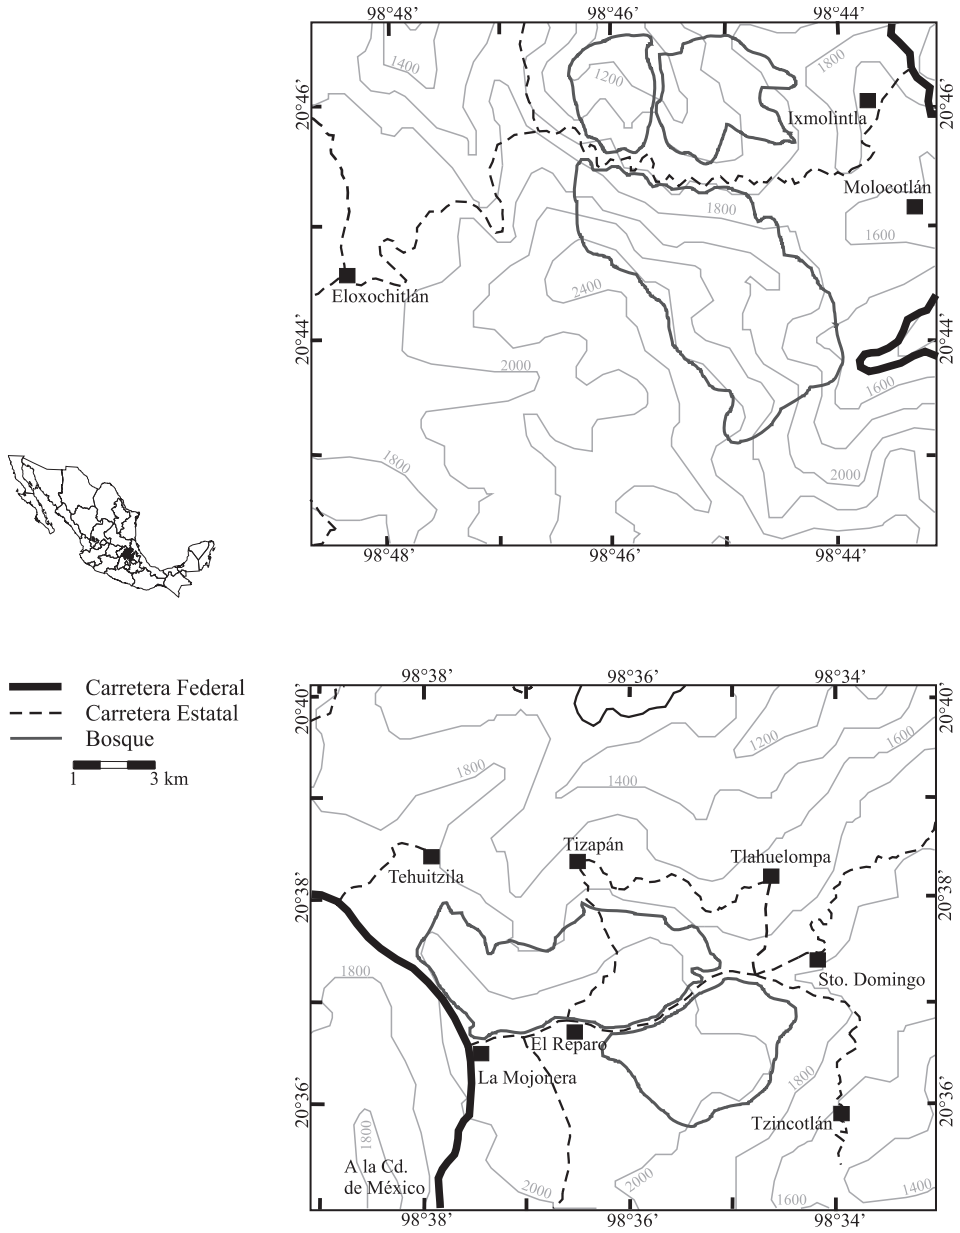 98°48’ 98°46’ 98°44’
1400
1800
1200
20°46’
20°46’
Ixmolintla
Molocotlán
1800
1600
2400
Eloxochitlán
20°44’
20°44’
2000
1600
1800
2000
98°48’ 98°46’ 98°44’
Carretera Federal
Carretera Estatal
Bosque
1 3 km
98°38’ 98°36’ 98°34’
20°40’
20°40’
1200
1600
1800
1400
Tizapán
Tlahuelompa
Tehuitzila
20°38’
20°38’
1800
Sto. Domingo
El Reparo
La Mojonera
1800
20°36’
20°36’
Tzincotlán
1800
A la Cd.
de México
2000
2000
1600
1400
98°38’ 98°36’ 98°34’